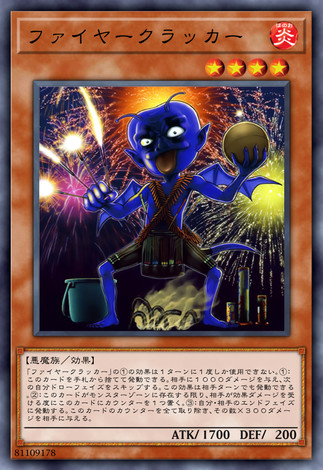 ファイヤークラッカー
ほのお
炎
【悪魔族/効果】
「ファイヤークラッカー」の①の効果は１ターンに１度しか使用できない。①:
このカードを手札から捨てて発動できる。相手に１０００ダメージを与え、次
の自分ドローフェイズをスキップする。この効果は相手ターンでも発動でき
る。②:このカードがモンスターゾーンに存在する限り、相手が効果ダメージを受
ける度にこのカードにカウンターを１つ置く。③:自分・相手のエンドフェイズ
に発動する。このカードのカウンターを全て取り除き、その数×３００ダメー
ジを相手に与える。
ATK/ 1700 DEF/ 200
81109178